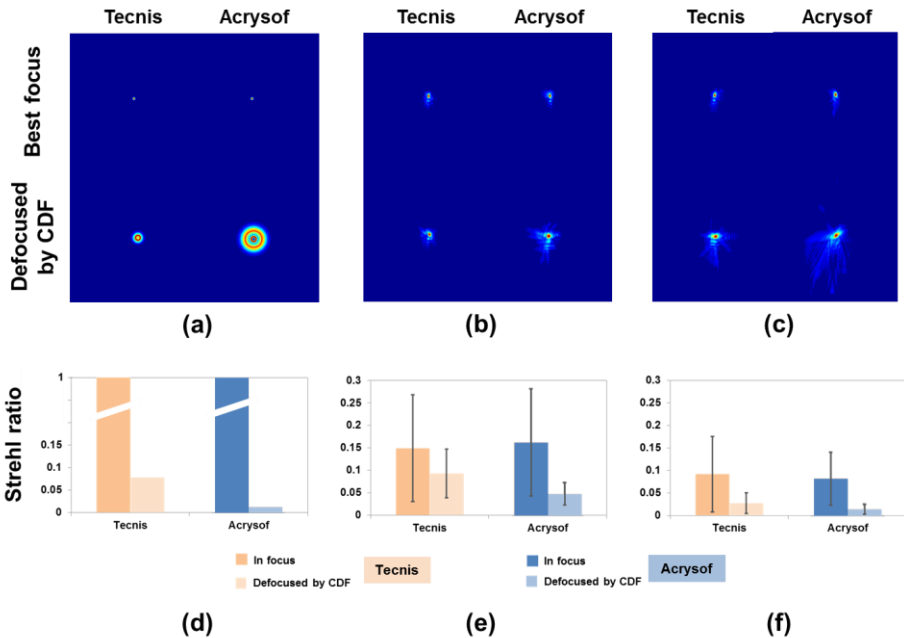 Tecnis Acrysof Tecnis Acrysof Tecnis Acrysof
Best focus
Defocused
by CDF
(a) (b) (c)
Strehl ratio
1
0.15
0.1
0.05
0
Tecnis Acrysof
0.3
0.25
0.2
0.15
0.1
0.05
0
Tecnis Acrysof
0.3
0.25
0.2
0.15
0.1
0.05
0
Tecnis Acrysof
In focus
Defocused by CDF
Tecnis
In focus
Defocused by CDF
Acrysof
(d) (e) (f)